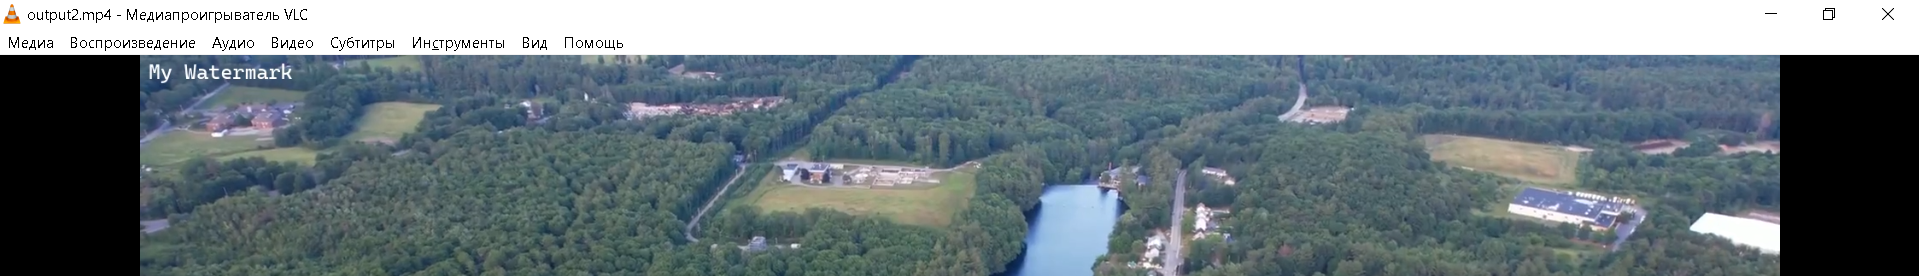 output2.mp4 - Медиапроигрыватель VLC
Медиа Воспроизведение Аудио Видео Субтитры Инструменты Вид Помощь
My Watermark